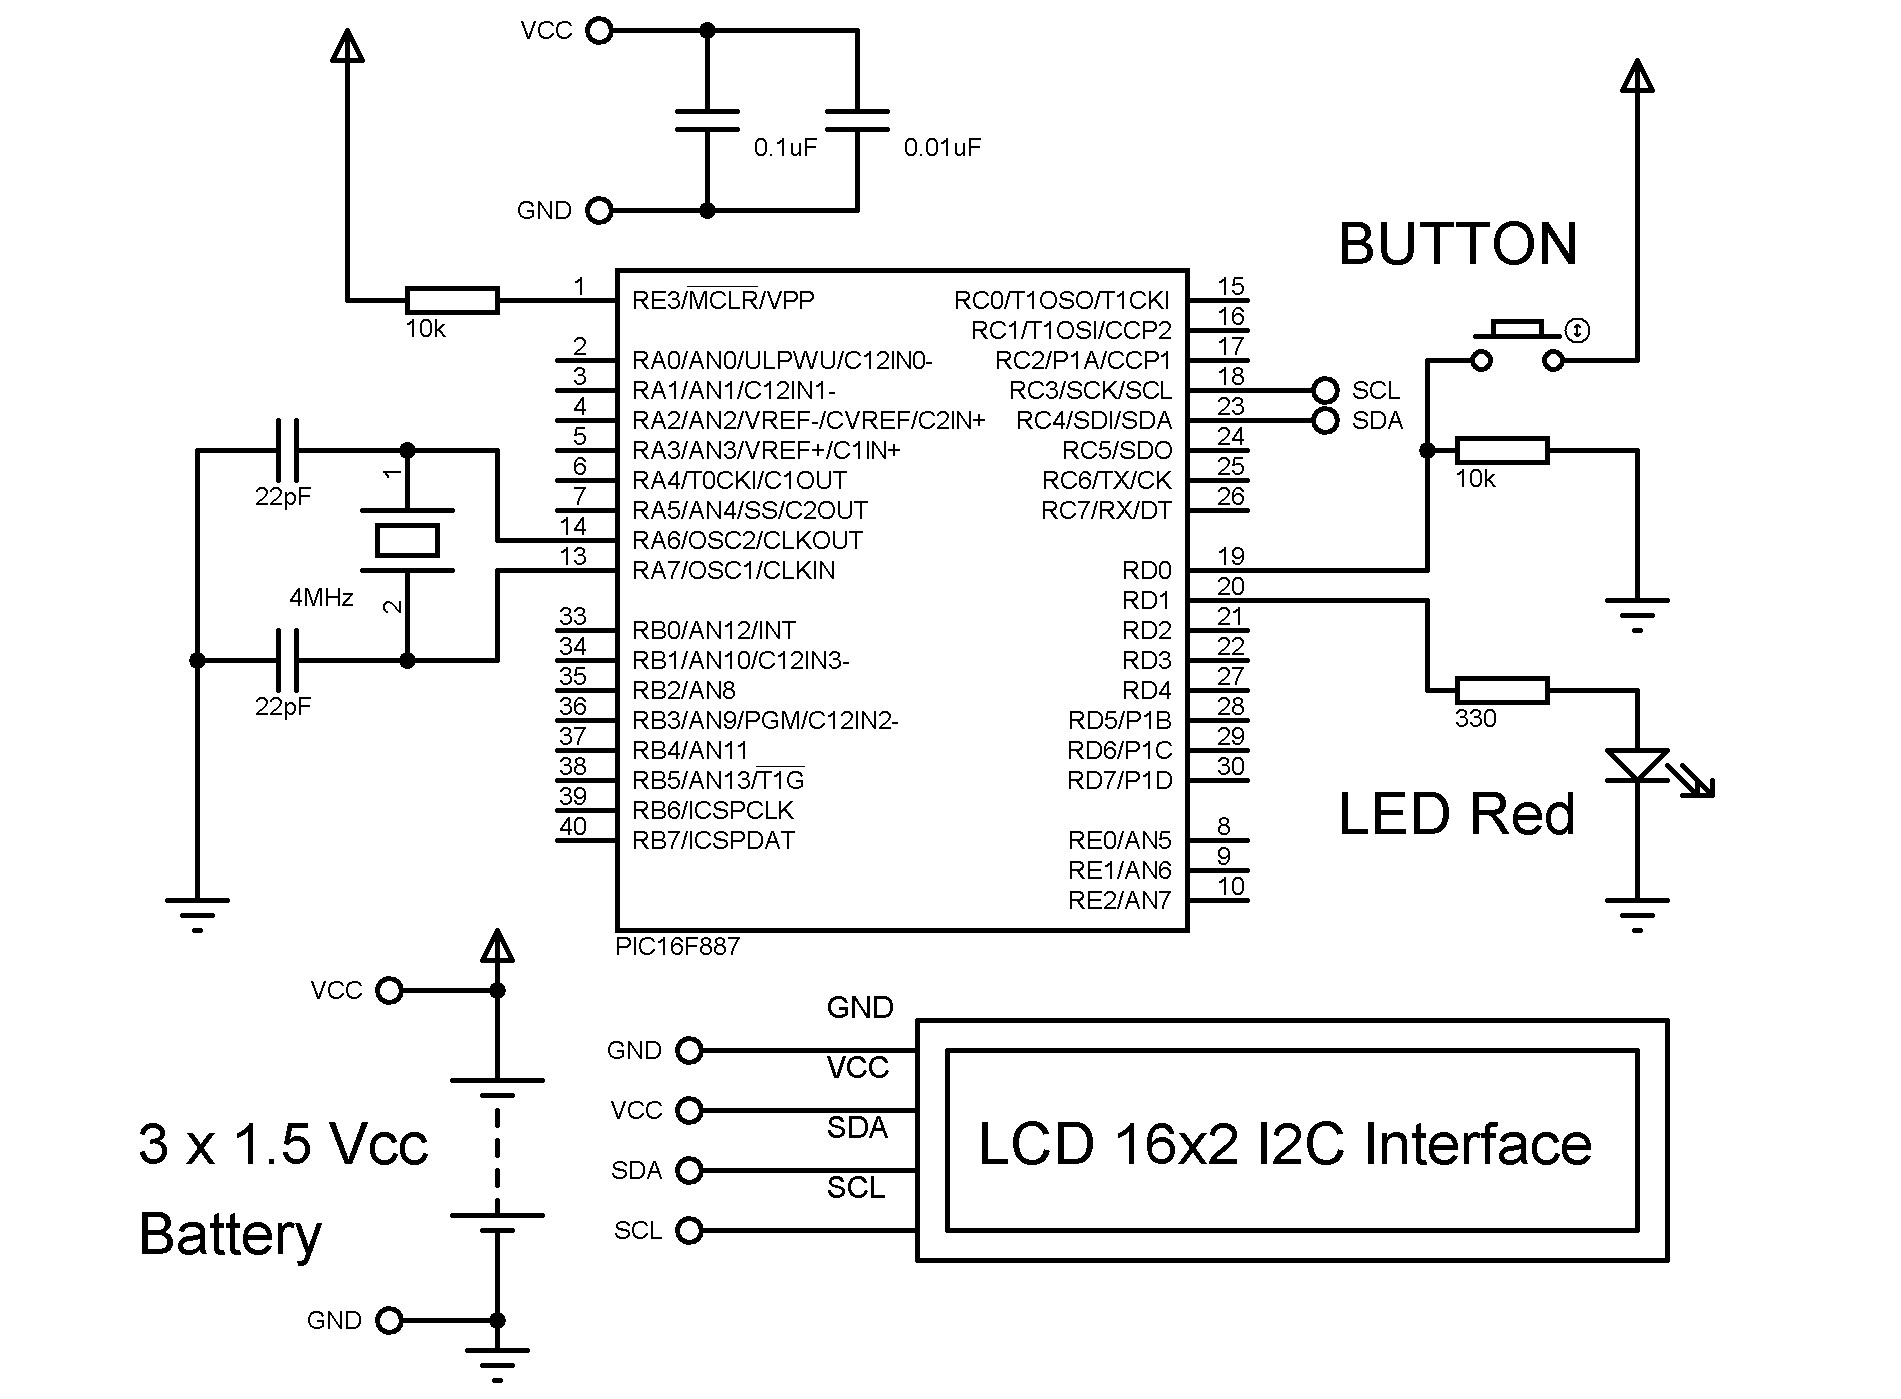 VCC
0.1uF
0.01uF
GND
BUTTON
10k
1
RE3/MCLR/VPP
2
RA0/AN0/ULPWU/C12IN0-
3
RA1/AN1/C12IN1-
4
RA2/AN2/VREF-/CVREF/C2IN+
5
RA3/AN3/VREF+/C1IN+
6
RA4/T0CKI/C1OUT
7
RA5/AN4/SS/C2OUT
14
RA6/OSC2/CLKOUT
13
RA7/OSC1/CLKIN
33
RB0/AN12/INT
34
RB1/AN10/C12IN3-
35
RB2/AN8
36
RB3/AN9/PGM/C12IN2-
37
RB4/AN11
38
RB5/AN13/T1G
39
RB6/ICSPCLK
40
RB7/ICSPDAT
RC0/T1OSO/T1CKI
15
RC1/T1OSI/CCP2
16
RC2/P1A/CCP1
17
RC3/SCK/SCL
18
SCL
RC4/SDI/SDA
23
SDA
RC5/SDO
24
RC6/TX/CK
25
RC7/RX/DT
26
RD0
19
RD1
20
RD2
21
RD3
22
RD4
27
RD5/P1B
28
RD6/P1C
29
RD7/P1D
30
RE0/AN5
8
RE1/AN6
9
RE2/AN7
10
PIC16F887
22pF
1
4MHz
2
22pF
10k
330
LED Red
VCC
3 x 1.5 Vcc
Battery
GND
GND
GND
VCC
VCC
SDA
SDA
SCL
SCL
LCD 16x2 I2C Interface